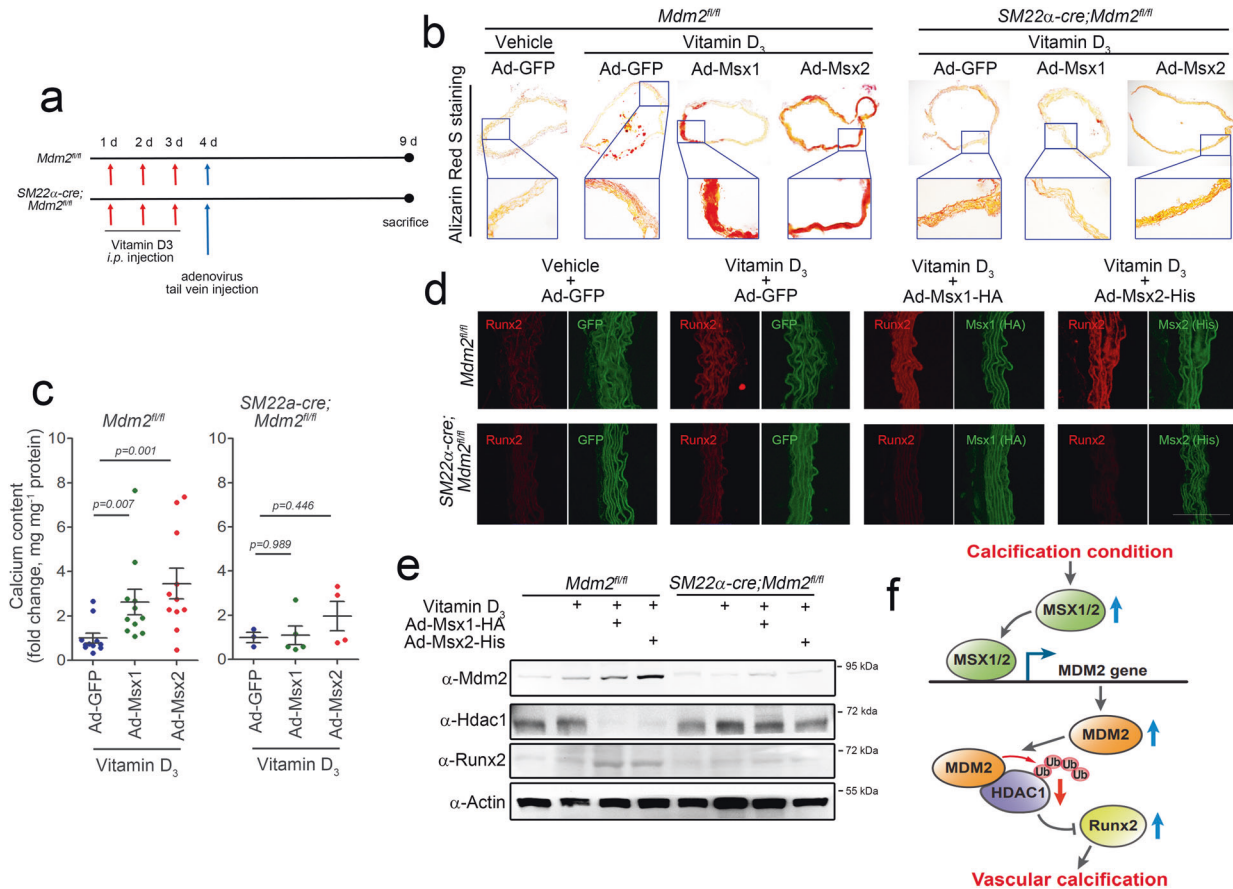 a
1 d 2 d 3 d 4 d 9 d
Mdm2fl/fl
SM22α-cre;
Mdm2fl/fl
sacrifice
Vitamin D3
i.p. injection
adenovirus
tail vein injection
b
Mdm2fl/fl SM22α-cre;Mdm2fl/fl
Vehicle Vitamin D3 Vitamin D3
Ad-GFP Ad-GFP Ad-Msx1 Ad-Msx2 Ad-GFP Ad-Msx1 Ad-Msx2
Alizarin Red S staining
c
Mdm2fl/fl
SM22a-cre;
Mdm2fl/fl
Calcium content
(fold change, mg mg-1 protein)
10
8
6
4
2
0
p=0.001
p=0.007
Ad-GFP
Ad-Msx1
Ad-Msx2
Vitamin D3
10
8
6
4
2
0
p=0.446
p=0.989
Ad-GFP
Ad-Msx1
Ad-Msx2
Vitamin D3
d
Vehicle Vitamin D3 Vitamin D3 Vitamin D3
+ + + +
Ad-GFP Ad-GFP Ad-Msx1-HA Ad-Msx2-His
Mdm2fl/fl
Runx2 GFP Runx2 GFP Runx2 Msx1 (HA) Runx2 Msx2 (His)
SM22α-cre;
Mdm2fl/fl
Runx2 GFP Runx2 GFP Runx2 Msx1 (HA) Runx2 Msx2 (His)
e
Mdm2fl/fl SM22α-cre;Mdm2fl/fl
Vitamin D3 + + + + + +
Ad-Msx1-HA + +
Ad-Msx2-His + +
α-Mdm2 95 kDa
α-Hdac1 72 kda
α-Runx2 72 kDa
α-Actin 55 kDa
f
Calcification condition
MSX1/2
MSX1/2
MDM2 gene
MDM2
MDM2
Ub Ub Ub Ub
HDAC1
Runx2
Vascular calcification